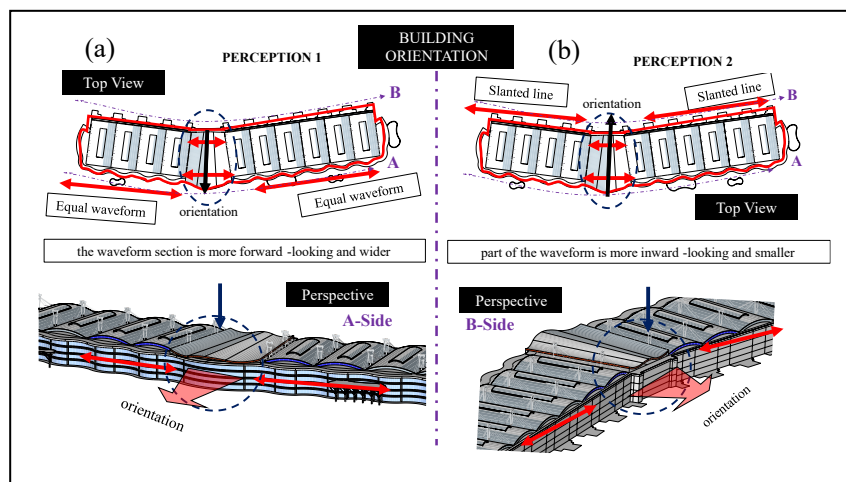 BUILDING
ORIENTATION
(a)
PERCEPTION 1
Top View
B
A
Equal waveform
orientation
Equal waveform
the waveform section is more forward -looking and wider
Perspective
A-Side
orientation
(b)
PERCEPTION 2
Slanted line
orientation
Slanted line
B
A
Top View
part of the waveform is more inward -looking and smaller
Perspective
B-Side
orientation